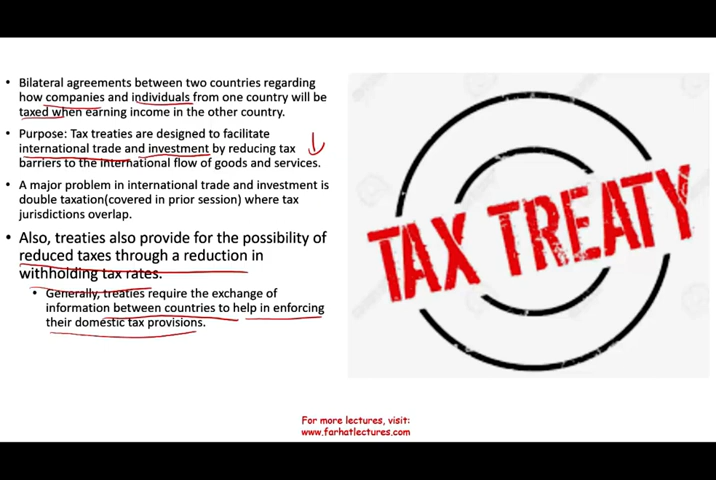 • Bilateral agreements between two countries regarding
how companies and individuals from one country will be
taxed when earning income in the other country.
• Purpose: Tax treaties are designed to facilitate
international trade and investment by reducing tax
barriers to the international flow of goods and services.
• A major problem in international trade and investment is
double taxation(covered in prior session) where tax
jurisdictions overlap.
• Also, treaties also provide for the possibility of
reduced taxes through a reduction in
withholding tax rates.
• Generally, treaties require the exchange of
information between countries to help in enforcing
their domestic tax provisions.
TAX TREATY
For more lectures, visit:
www.farhatlectures.com